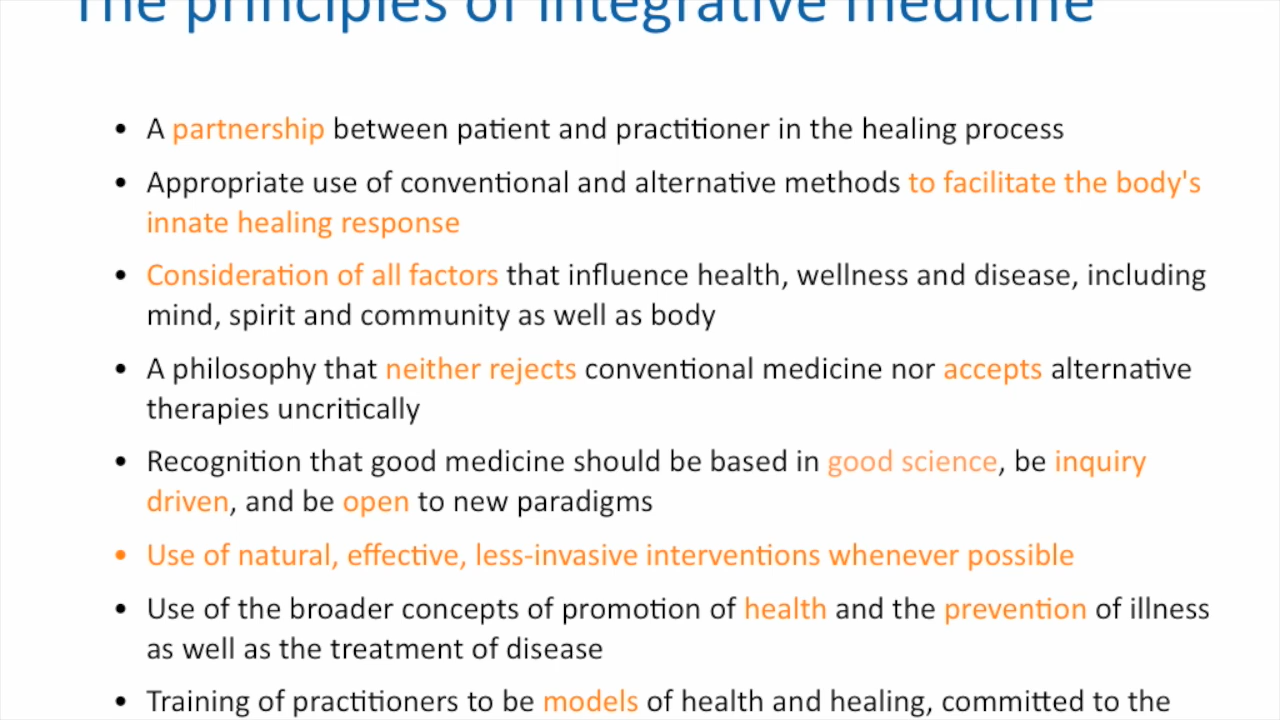 The principles of integrative medicine
• A partnership between patient and practitioner in the healing process
• Appropriate use of conventional and alternative methods to facilitate the body's
innate healing response
• Consideration of all factors that influence health, wellness and disease, including
mind, spirit and community as well as body
• A philosophy that neither rejects conventional medicine nor accepts alternative
therapies uncritically
• Recognition that good medicine should be based in good science, be inquiry
driven, and be open to new paradigms
• Use of natural, effective, less-invasive interventions whenever possible
• Use of the broader concepts of promotion of health and the prevention of illness
as well as the treatment of disease
• Training of practitioners to be models of health and healing, committed to the